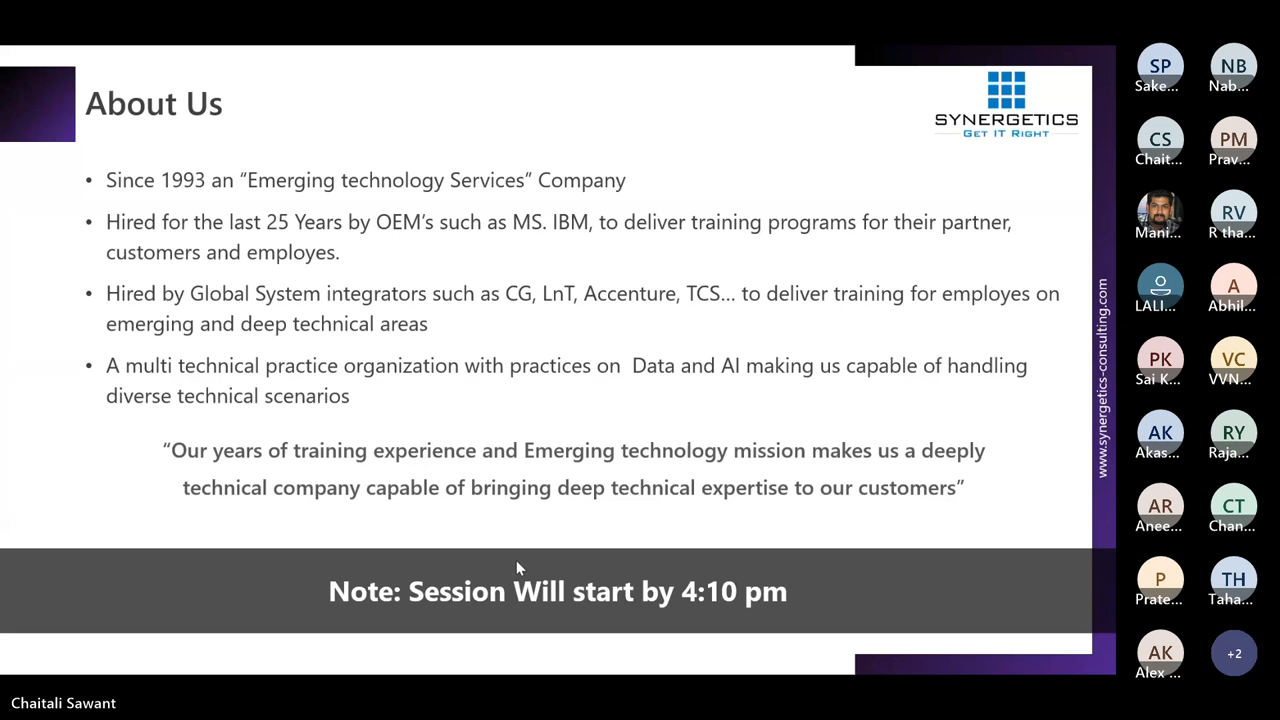 About Us
SYNERGETICS
GET IT RIGHT
• Since 1993 an “Emerging technology Services” Company
• Hired for the last 25 Years by OEM’s such as MS. IBM, to deliver training programs for their partner,
customers and employes.
• Hired by Global System integrators such as CG, LnT, Accenture, TCS... to deliver training for employes on
emerging and deep technical areas
• A multi technical practice organization with practices on Data and AI making us capable of handling
diverse technical scenarios
“Our years of training experience and Emerging technology mission makes us a deeply
technical company capable of bringing deep technical expertise to our customers”
Note: Session Will start by 4:10 pm
www.synergetics-consulting.com
SP
Sake...
NB
Nab...
CS
Chait...
PM
Prav...
Mani...
RV
R tha...
LALI...
A
Abhil...
PK
Sai K...
VC
VVN...
AK
Akas...
RY
Raja...
AR
Anee...
CT
Chan...
P
Prate...
TH
Taha...
AK
Alex ...
+2
Chaitali Sawant